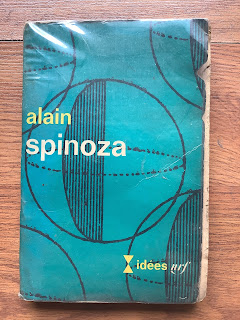 alain
spinoza
idées nrf